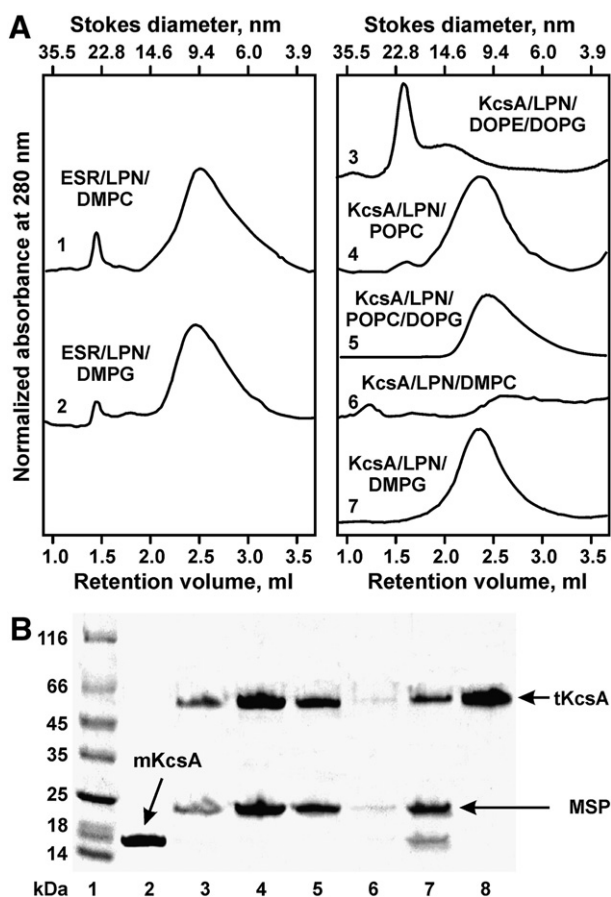 A
Stokes diameter, nm
35.5 22.8 14.6 9.4 6.0 3.9
Normalized absorbance at 280 nm
ESR/LPN/
DMPC
1
ESR/LPN/
DMPG
2
1.0 1.5 2.0 2.5 3.0 3.5
Retention volume, ml
Stokes diameter, nm
35.5 22.8 14.6 9.4 6.0 3.9
KcsA/LPN/
DOPE/DOPG
3
KcsA/LPN/
POPC
4
KcsA/LPN/
POPC/DOPG
5
KcsA/LPN/DMPC
6
KcsA/LPN/
DMPG
7
1.0 1.5 2.0 2.5 3.0 3.5
Retention volume, ml
B
116
66
45
35
25
18
14
mKcsA
tKcsA
MSP
kDa 1 2 3 4 5 6 7 8